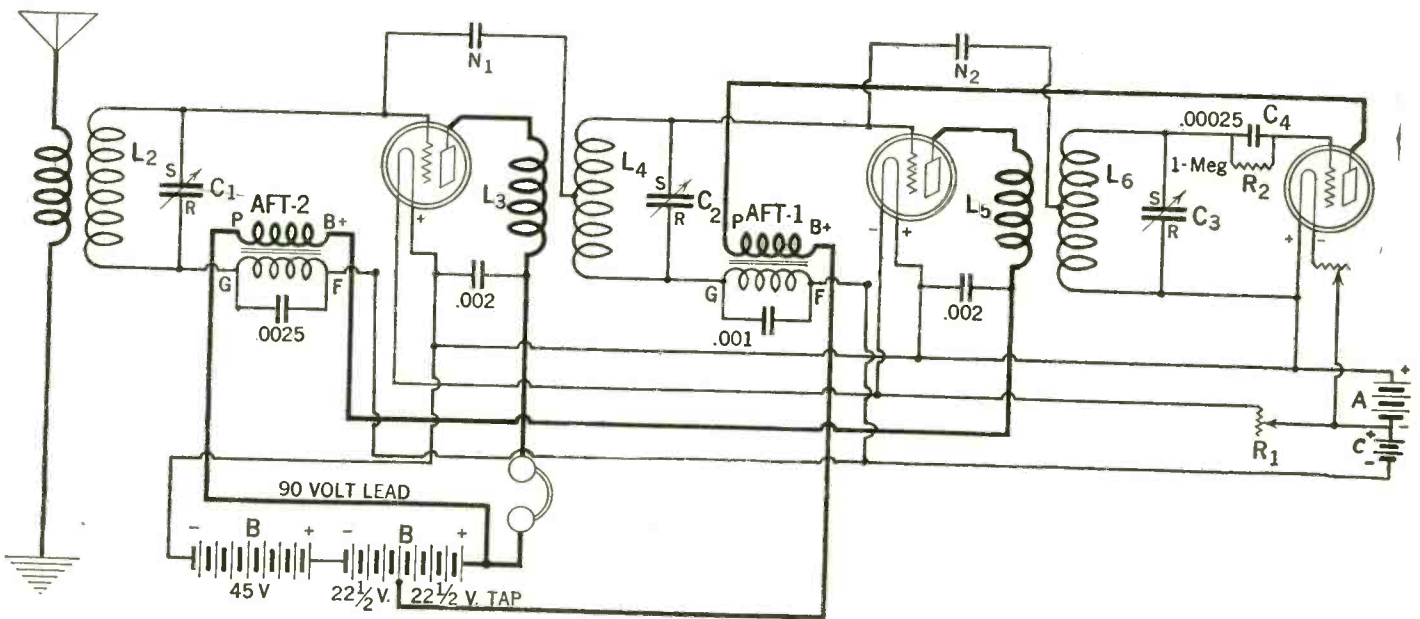 N1
N2
.00025 C4
1-Meg R2
L2
S
C1
R
L3
L4
S
C2
R
L5
L6
S
C3
R
AFT-2
P B+
G F
.0025
+
.002
AFT-1
P B+
G F
.001
- +
.002
+ -
+
A
-
+
C
-
R1
90 VOLT LEAD
- B + - B +
45 V 22½ V. 22½ V. TAP